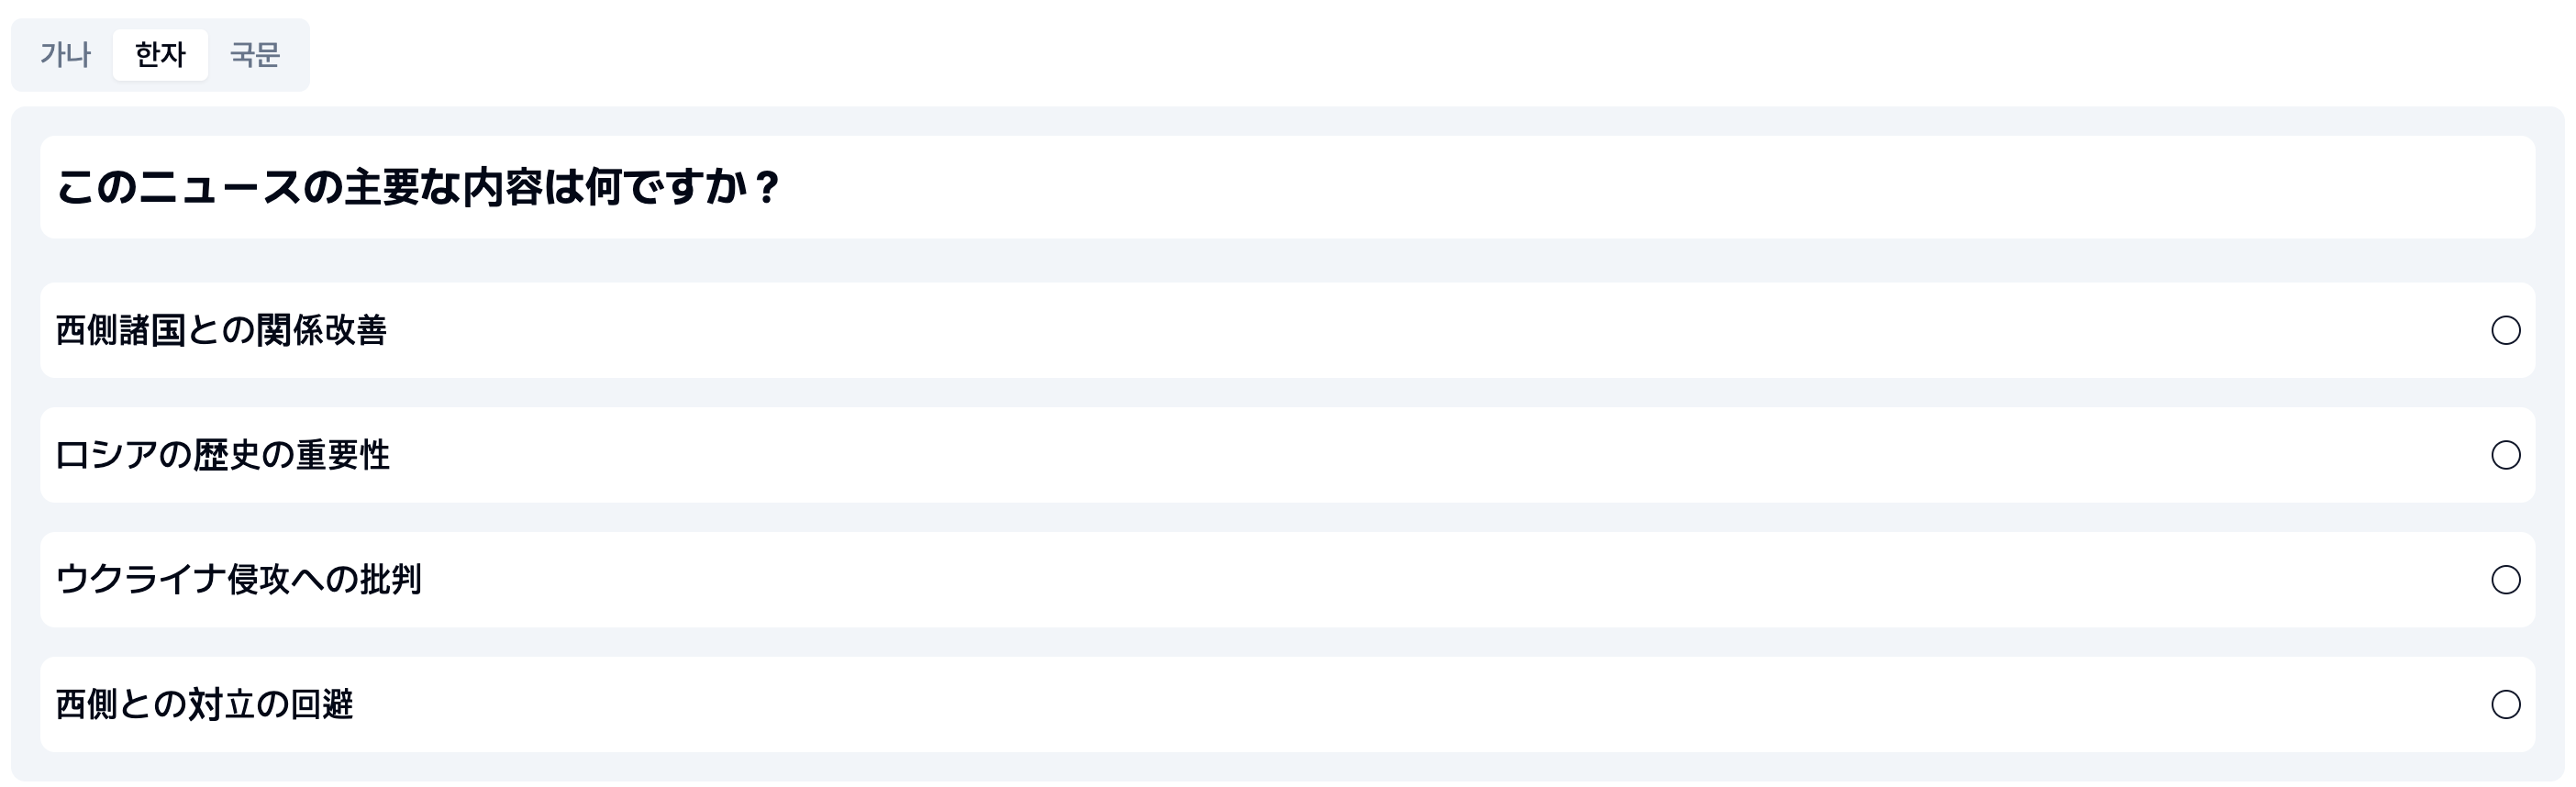 가나 한자 국문
このニュースの主要な内容は何ですか？
西側諸国との関係改善
ロシアの歴史の重要性
ウクライナ侵攻への批判
西側との対立の回避